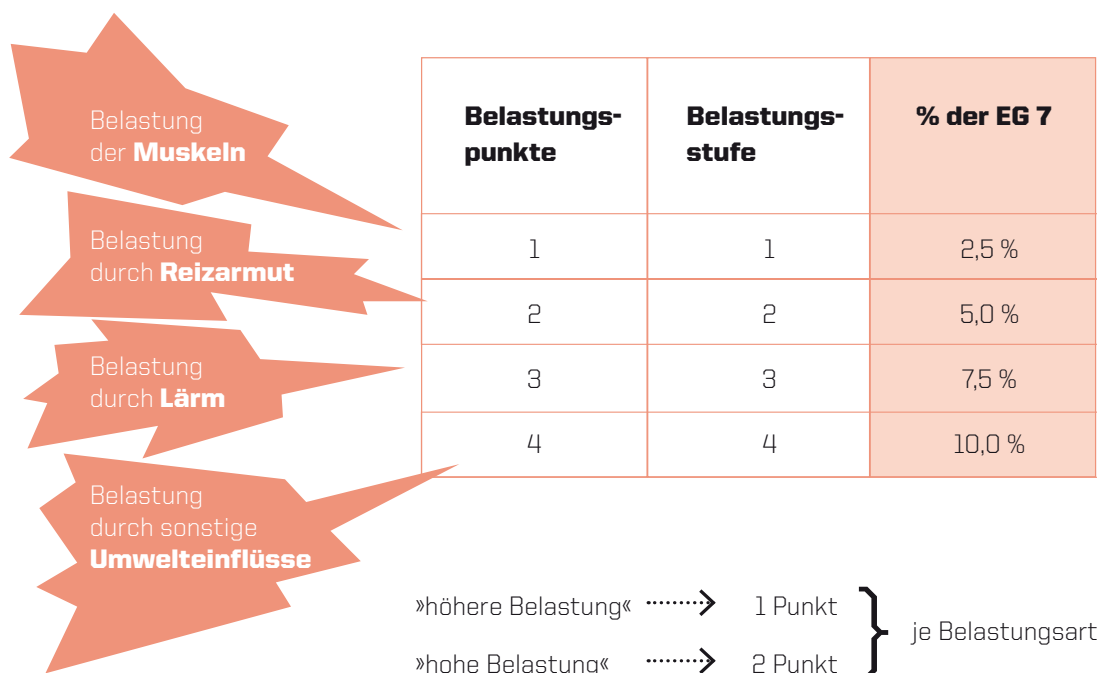 Belastung
der Muskeln
Belastung
durch Reizarmut
Belastung
durch Lärm
Belastung
durch sonstige
Umwelteinflüsse
Belastungs-
punkte
Belastungs-
stufe
% der EG 7
1 1 2,5 %
2 2 5,0 %
3 3 7,5 %
4 4 10,0 %
»höhere Belastung« 1 Punkt
je Belastungsart
»hohe Belastung« 2 Punkt